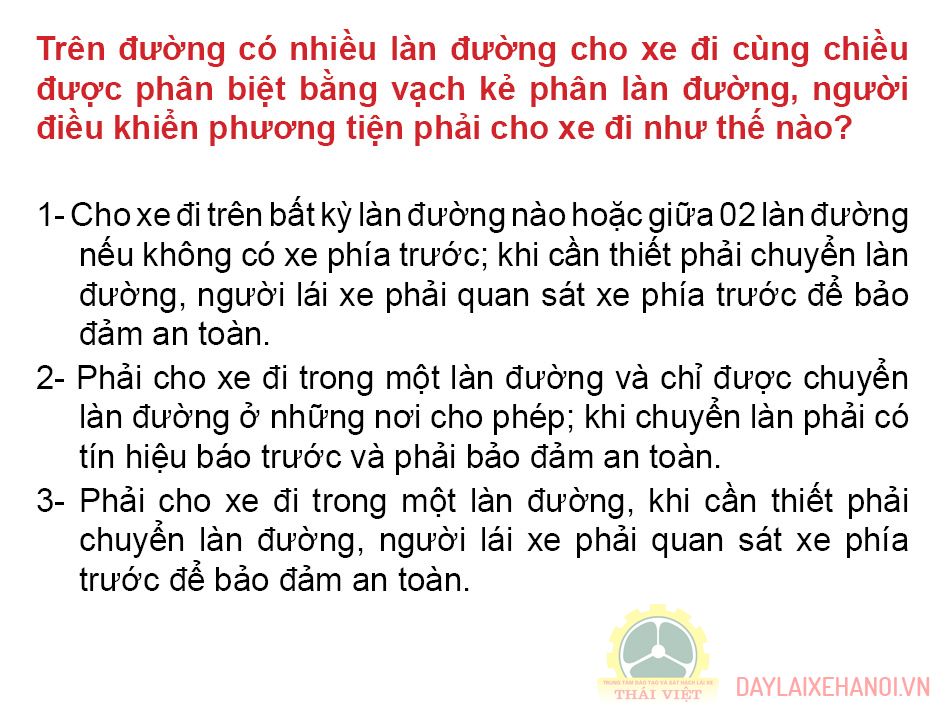 Trên đường có nhiều làn đường cho xe đi cùng chiều
được phân biệt bằng vạch kẻ phân làn đường, người
điều khiển phương tiện phải cho xe đi như thế nào?
1- Cho xe đi trên bất kỳ làn đường nào hoặc giữa 02 làn đường
nếu không có xe phía trước; khi cần thiết phải chuyển làn
đường, người lái xe phải quan sát xe phía trước để bảo
đảm an toàn.
2- Phải cho xe đi trong một làn đường và chỉ được chuyển
làn đường ở những nơi cho phép; khi chuyển làn phải có
tín hiệu báo trước và phải bảo đảm an toàn.
3- Phải cho xe đi trong một làn đường, khi cần thiết phải
chuyển làn đường, người lái xe phải quan sát xe phía
trước để bảo đảm an toàn.
TRUNG TÂM ĐÀO TẠO VÀ SÁT HẠCH LÁI XE
THÁI VIỆT
DAYLAIXEHANOI.VN